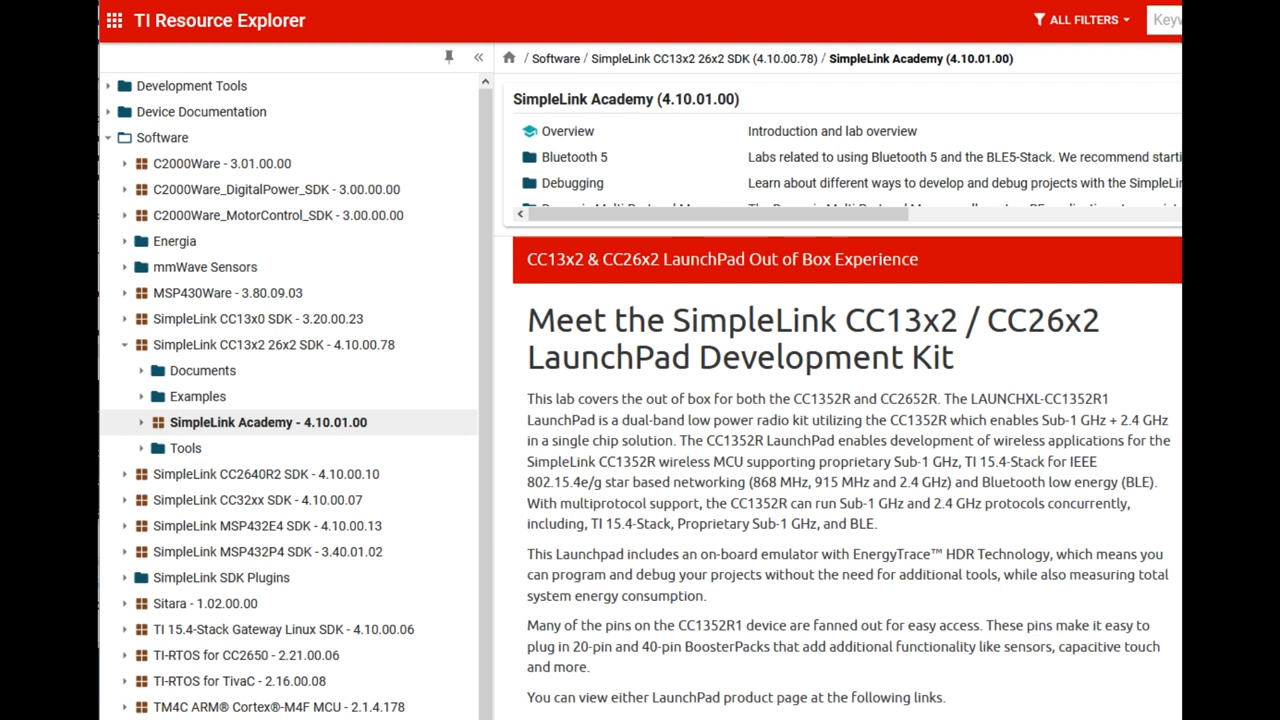 TI Resource Explorer
ALL FILTERS
Keyv
/ Software / SimpleLink CC13x2 26x2 SDK (4.10.00.78) / SimpleLink Academy (4.10.01.00)
Development Tools
Device Documentation
Software
C2000Ware - 3.01.00.00
C2000Ware_DigitalPower_SDK - 3.00.00.00
C2000Ware_MotorControl_SDK - 3.00.00.00
Energia
mmWave Sensors
MSP430Ware - 3.80.09.03
SimpleLink CC13x0 SDK - 3.20.00.23
SimpleLink CC13x2 26x2 SDK - 4.10.00.78
Documents
Examples
SimpleLink Academy - 4.10.01.00
Tools
SimpleLink CC2640R2 SDK - 4.10.00.10
SimpleLink CC32xx SDK - 4.10.00.07
SimpleLink MSP432E4 SDK - 4.10.00.13
SimpleLink MSP432P4 SDK - 3.40.01.02
SimpleLink SDK Plugins
Sitara - 1.02.00.00
TI 15.4-Stack Gateway Linux SDK - 4.10.00.06
TI-RTOS for CC2650 - 2.21.00.06
TI-RTOS for TivaC - 2.16.00.08
TM4C ARM® Cortex®-M4F MCU - 2.1.4.178
SimpleLink Academy (4.10.01.00)
Overview Introduction and lab overview
Bluetooth 5 Labs related to using Bluetooth 5 and the BLE5-Stack. We recommend starti
Debugging Learn about different ways to develop and debug projects with the SimpleLin
CC13x2 & CC26x2 LaunchPad Out of Box Experience
Meet the SimpleLink CC13x2 / CC26x2
LaunchPad Development Kit
This lab covers the out of box for both the CC1352R and CC2652R. The LAUNCHXL-CC1352R1
LaunchPad is a dual-band low power radio kit utilizing the CC1352R which enables Sub-1 GHz + 2.4 GHz
in a single chip solution. The CC1352R LaunchPad enables development of wireless applications for the
SimpleLink CC1352R wireless MCU supporting proprietary Sub-1 GHz, TI 15.4-Stack for IEEE
802.15.4e/g star based networking (868 MHz, 915 MHz and 2.4 GHz) and Bluetooth low energy (BLE).
With multiprotocol support, the CC1352R can run Sub-1 GHz and 2.4 GHz protocols concurrently,
including, TI 15.4-Stack, Proprietary Sub-1 GHz, and BLE.
This Launchpad includes an on-board emulator with EnergyTrace™ HDR Technology, which means you
can program and debug your projects without the need for additional tools, while also measuring total
system energy consumption.
Many of the pins on the CC1352R1 device are fanned out for easy access. These pins make it easy to
plug in 20-pin and 40-pin BoosterPacks that add additional functionality like sensors, capacitive touch
and more.
You can view either LaunchPad product page at the following links.